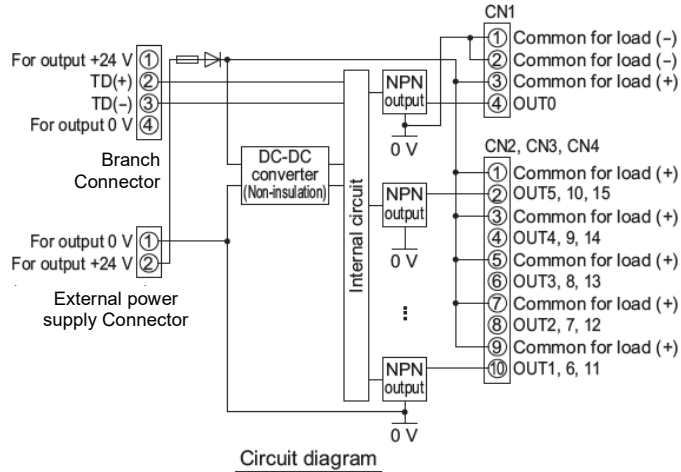 CN1
For output +24 V ①
TD(+) ②
TD(−) ③
For output 0 V ④
Branch
Connector
① Common for load (−)
② Common for load (−)
③ Common for load (+)
④ OUT0
NPN
output
0 V
DC-DC
converter
(Non-insulation)
Internal circuit
CN2, CN3, CN4
① Common for load (+)
② OUT5, 10, 15
③ Common for load (+)
④ OUT4, 9, 14
⑤ Common for load (+)
⑥ OUT3, 8, 13
⑦ Common for load (+)
⑧ OUT2, 7, 12
⑨ Common for load (+)
⑩ OUT1, 6, 11
NPN
output
0 V
For output 0 V ①
For output +24 V ②
External power
supply Connector
NPN
output
0 V
Circuit diagram